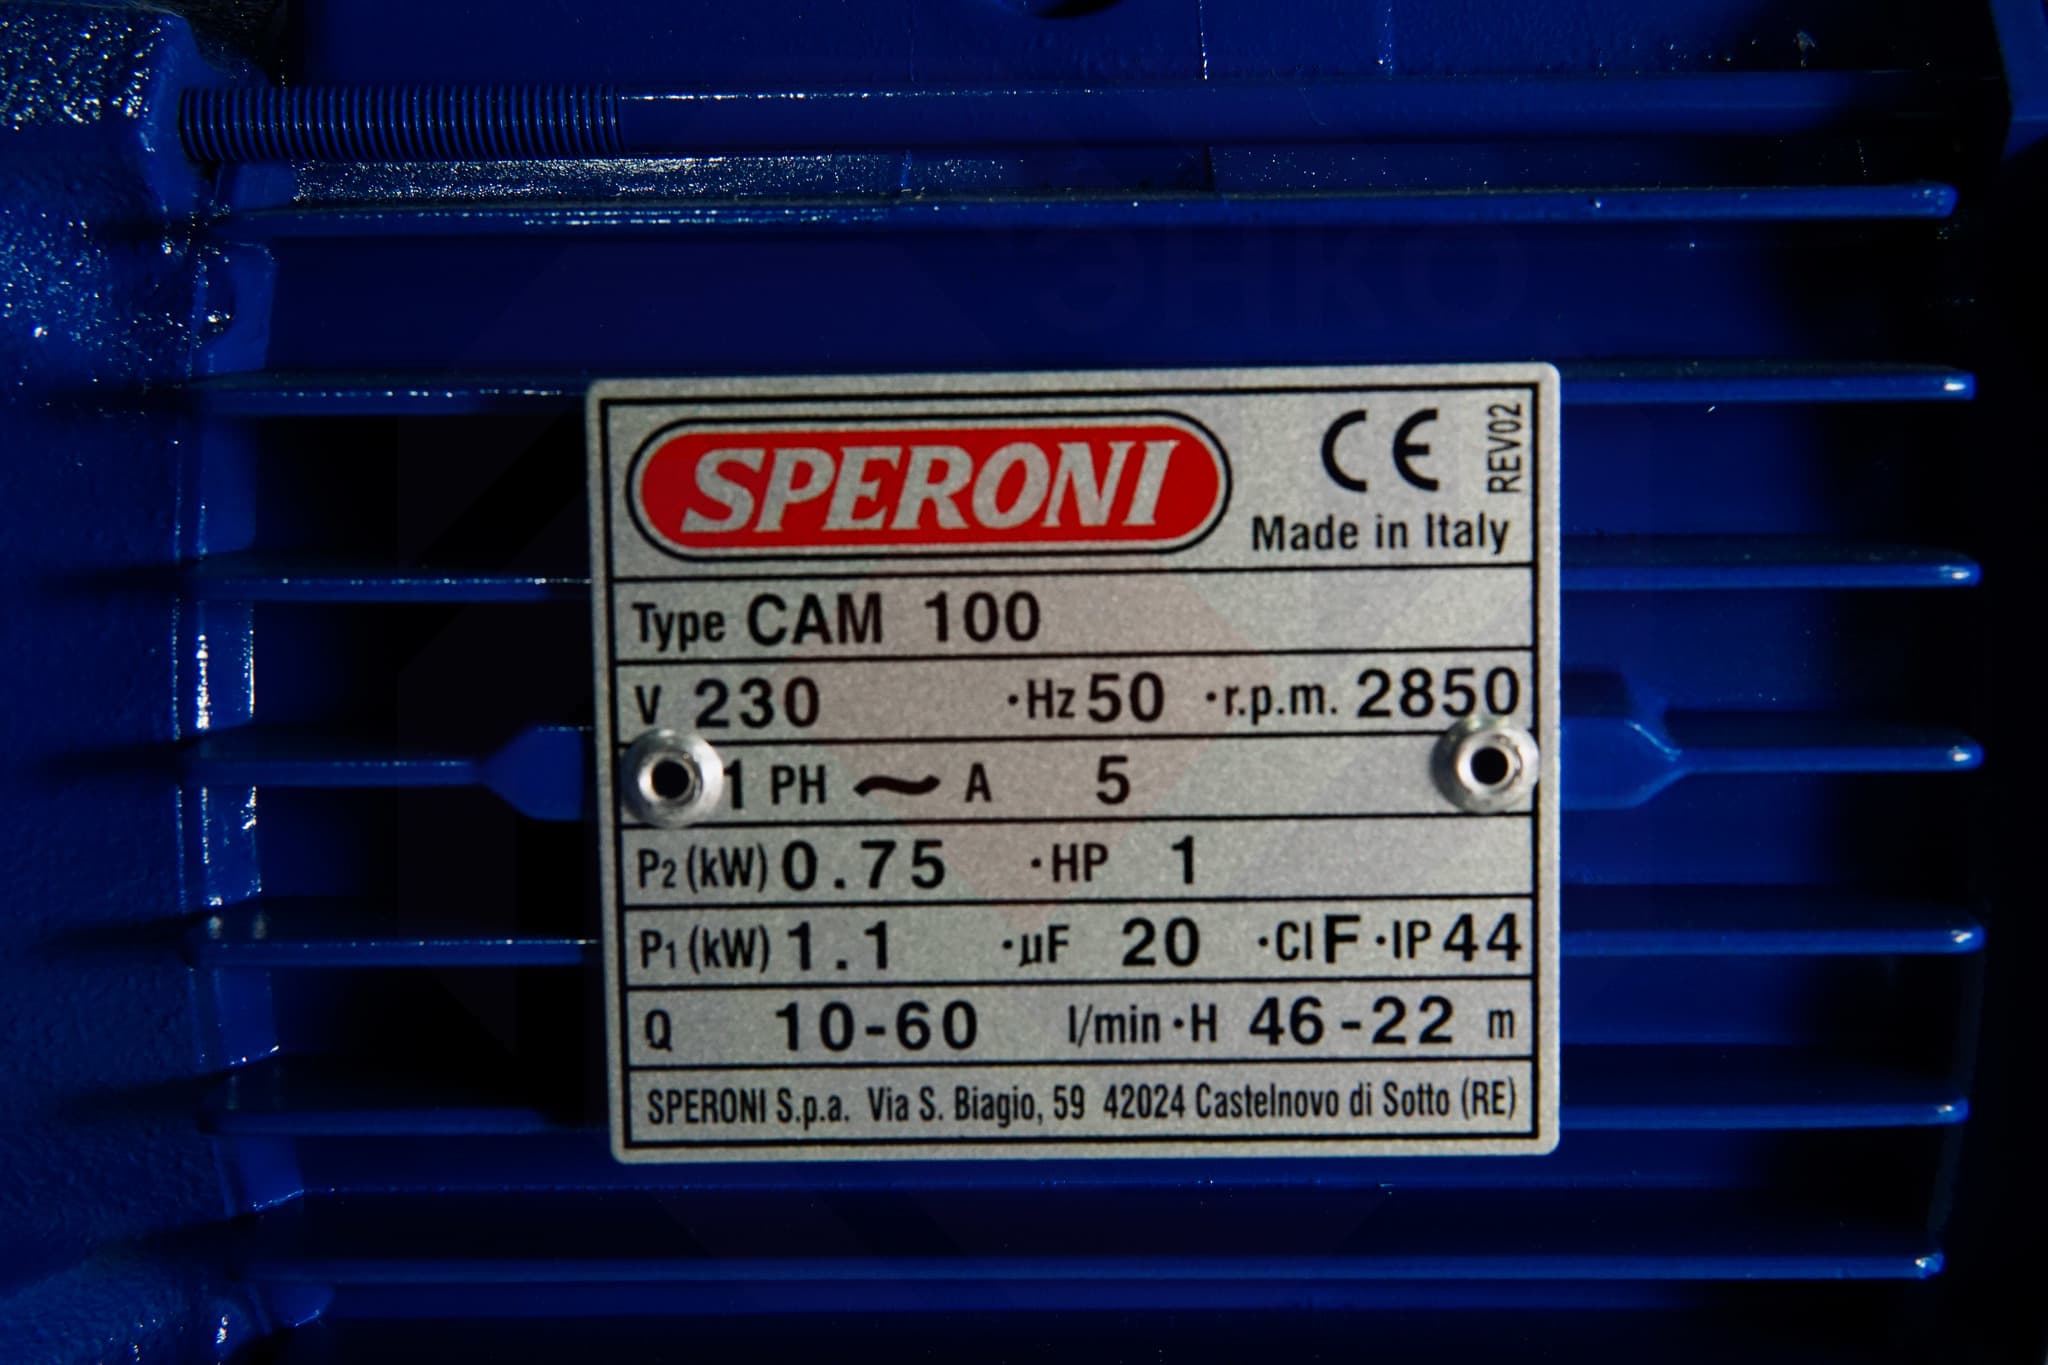 ЭНКО
SPERONI
CE
REV02
Made in Italy
Type CAM 100
V 230 ·Hz 50 ·r.p.m. 2850
1 PH ~ A 5
P2 (kW) 0.75 ·HP 1
P1 (kW) 1.1 ·µF 20 ·Cl F ·IP 44
Q 10-60 l/min ·H 46-22 m
SPERONI S.p.a. Via S. Biagio, 59 42024 Castelnovo di Sotto (RE)